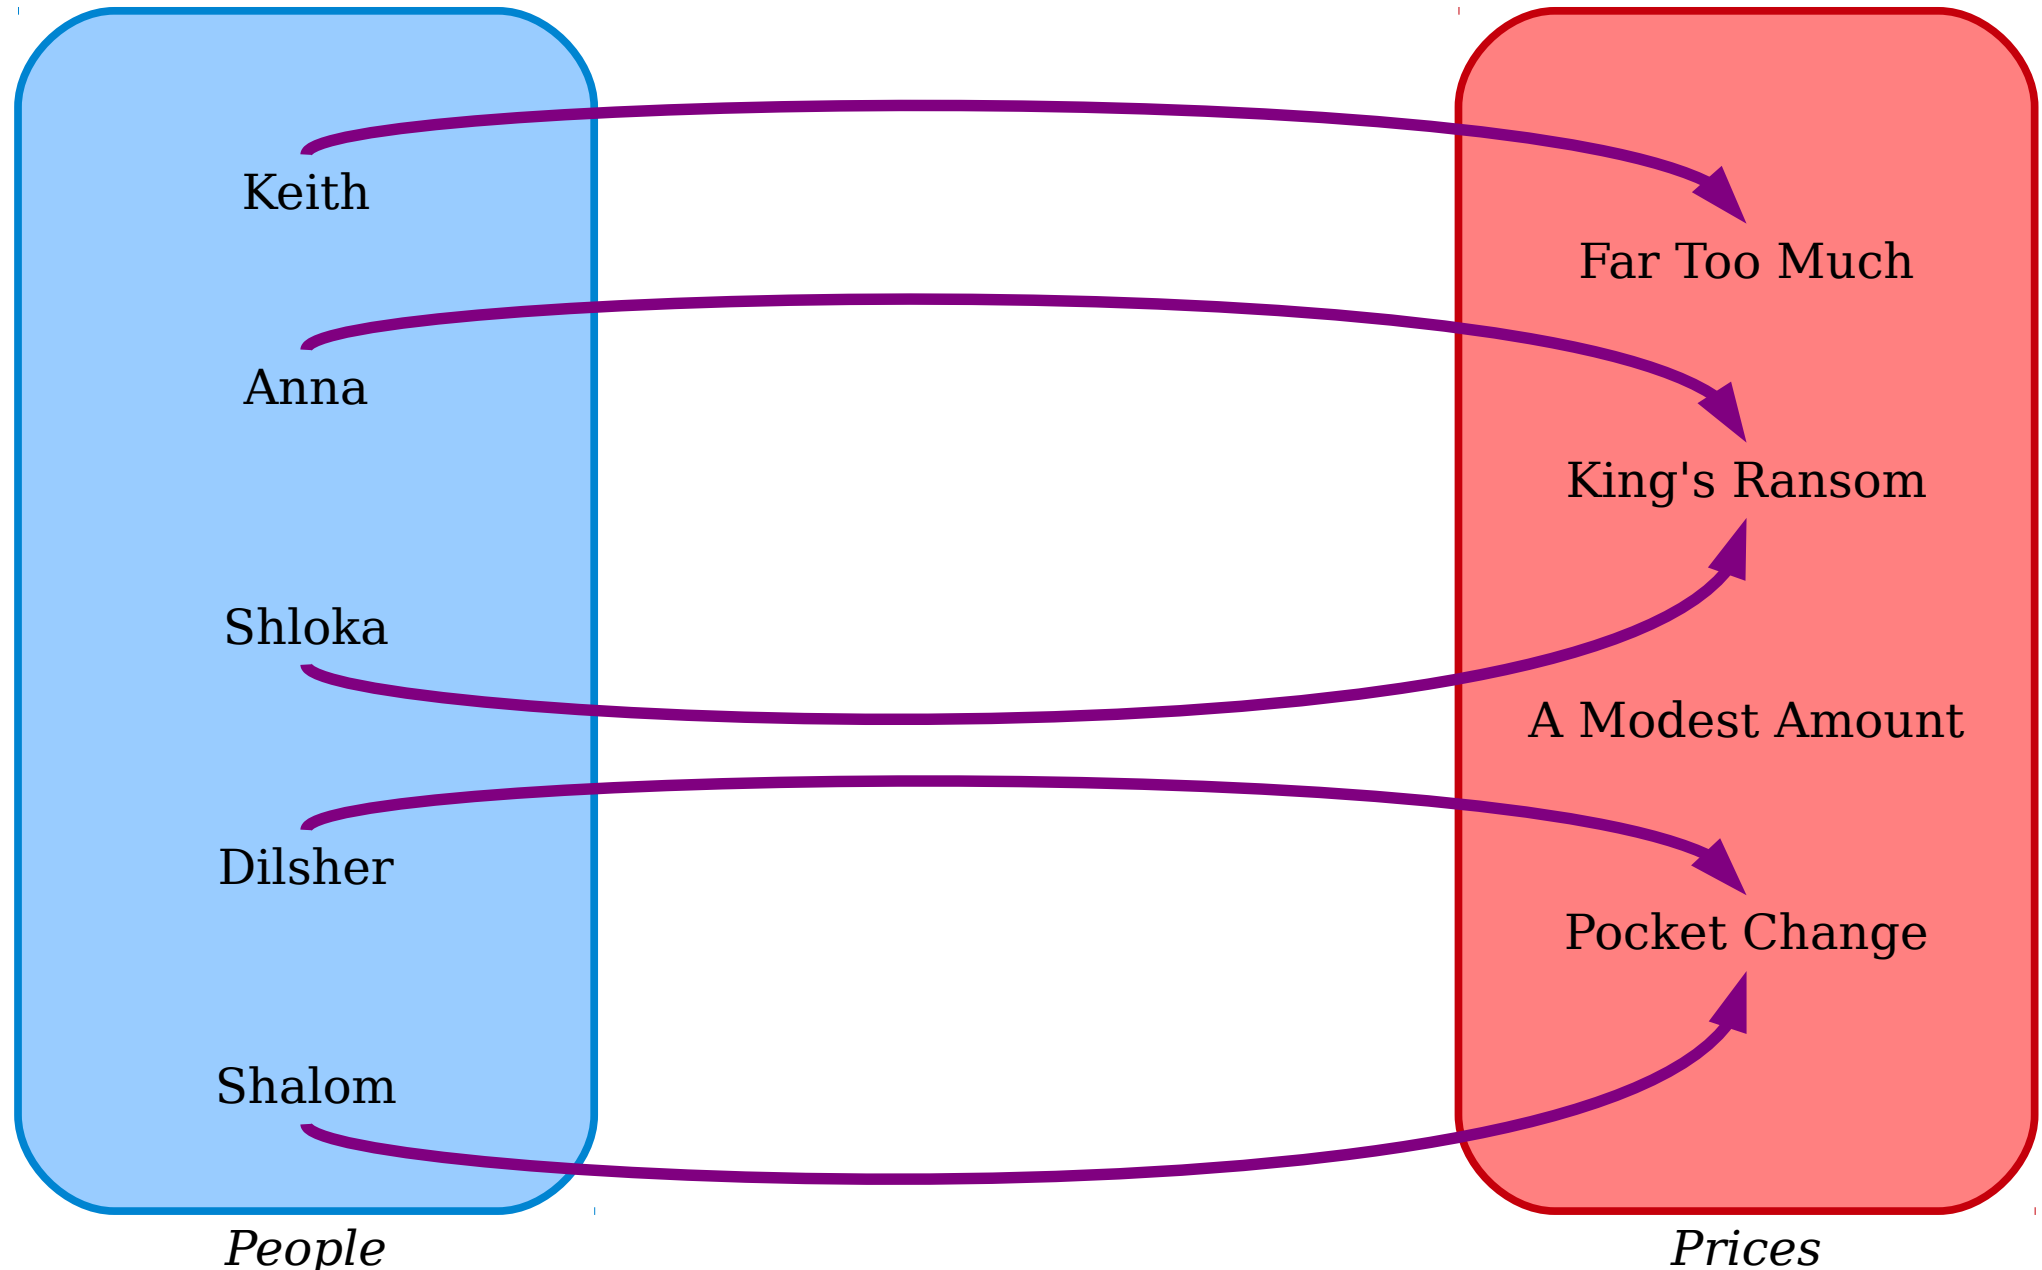 Keith
Anna
Shloka
Dilsher
Shalom
People
Far Too Much
King's Ransom
A Modest Amount
Pocket Change
Prices